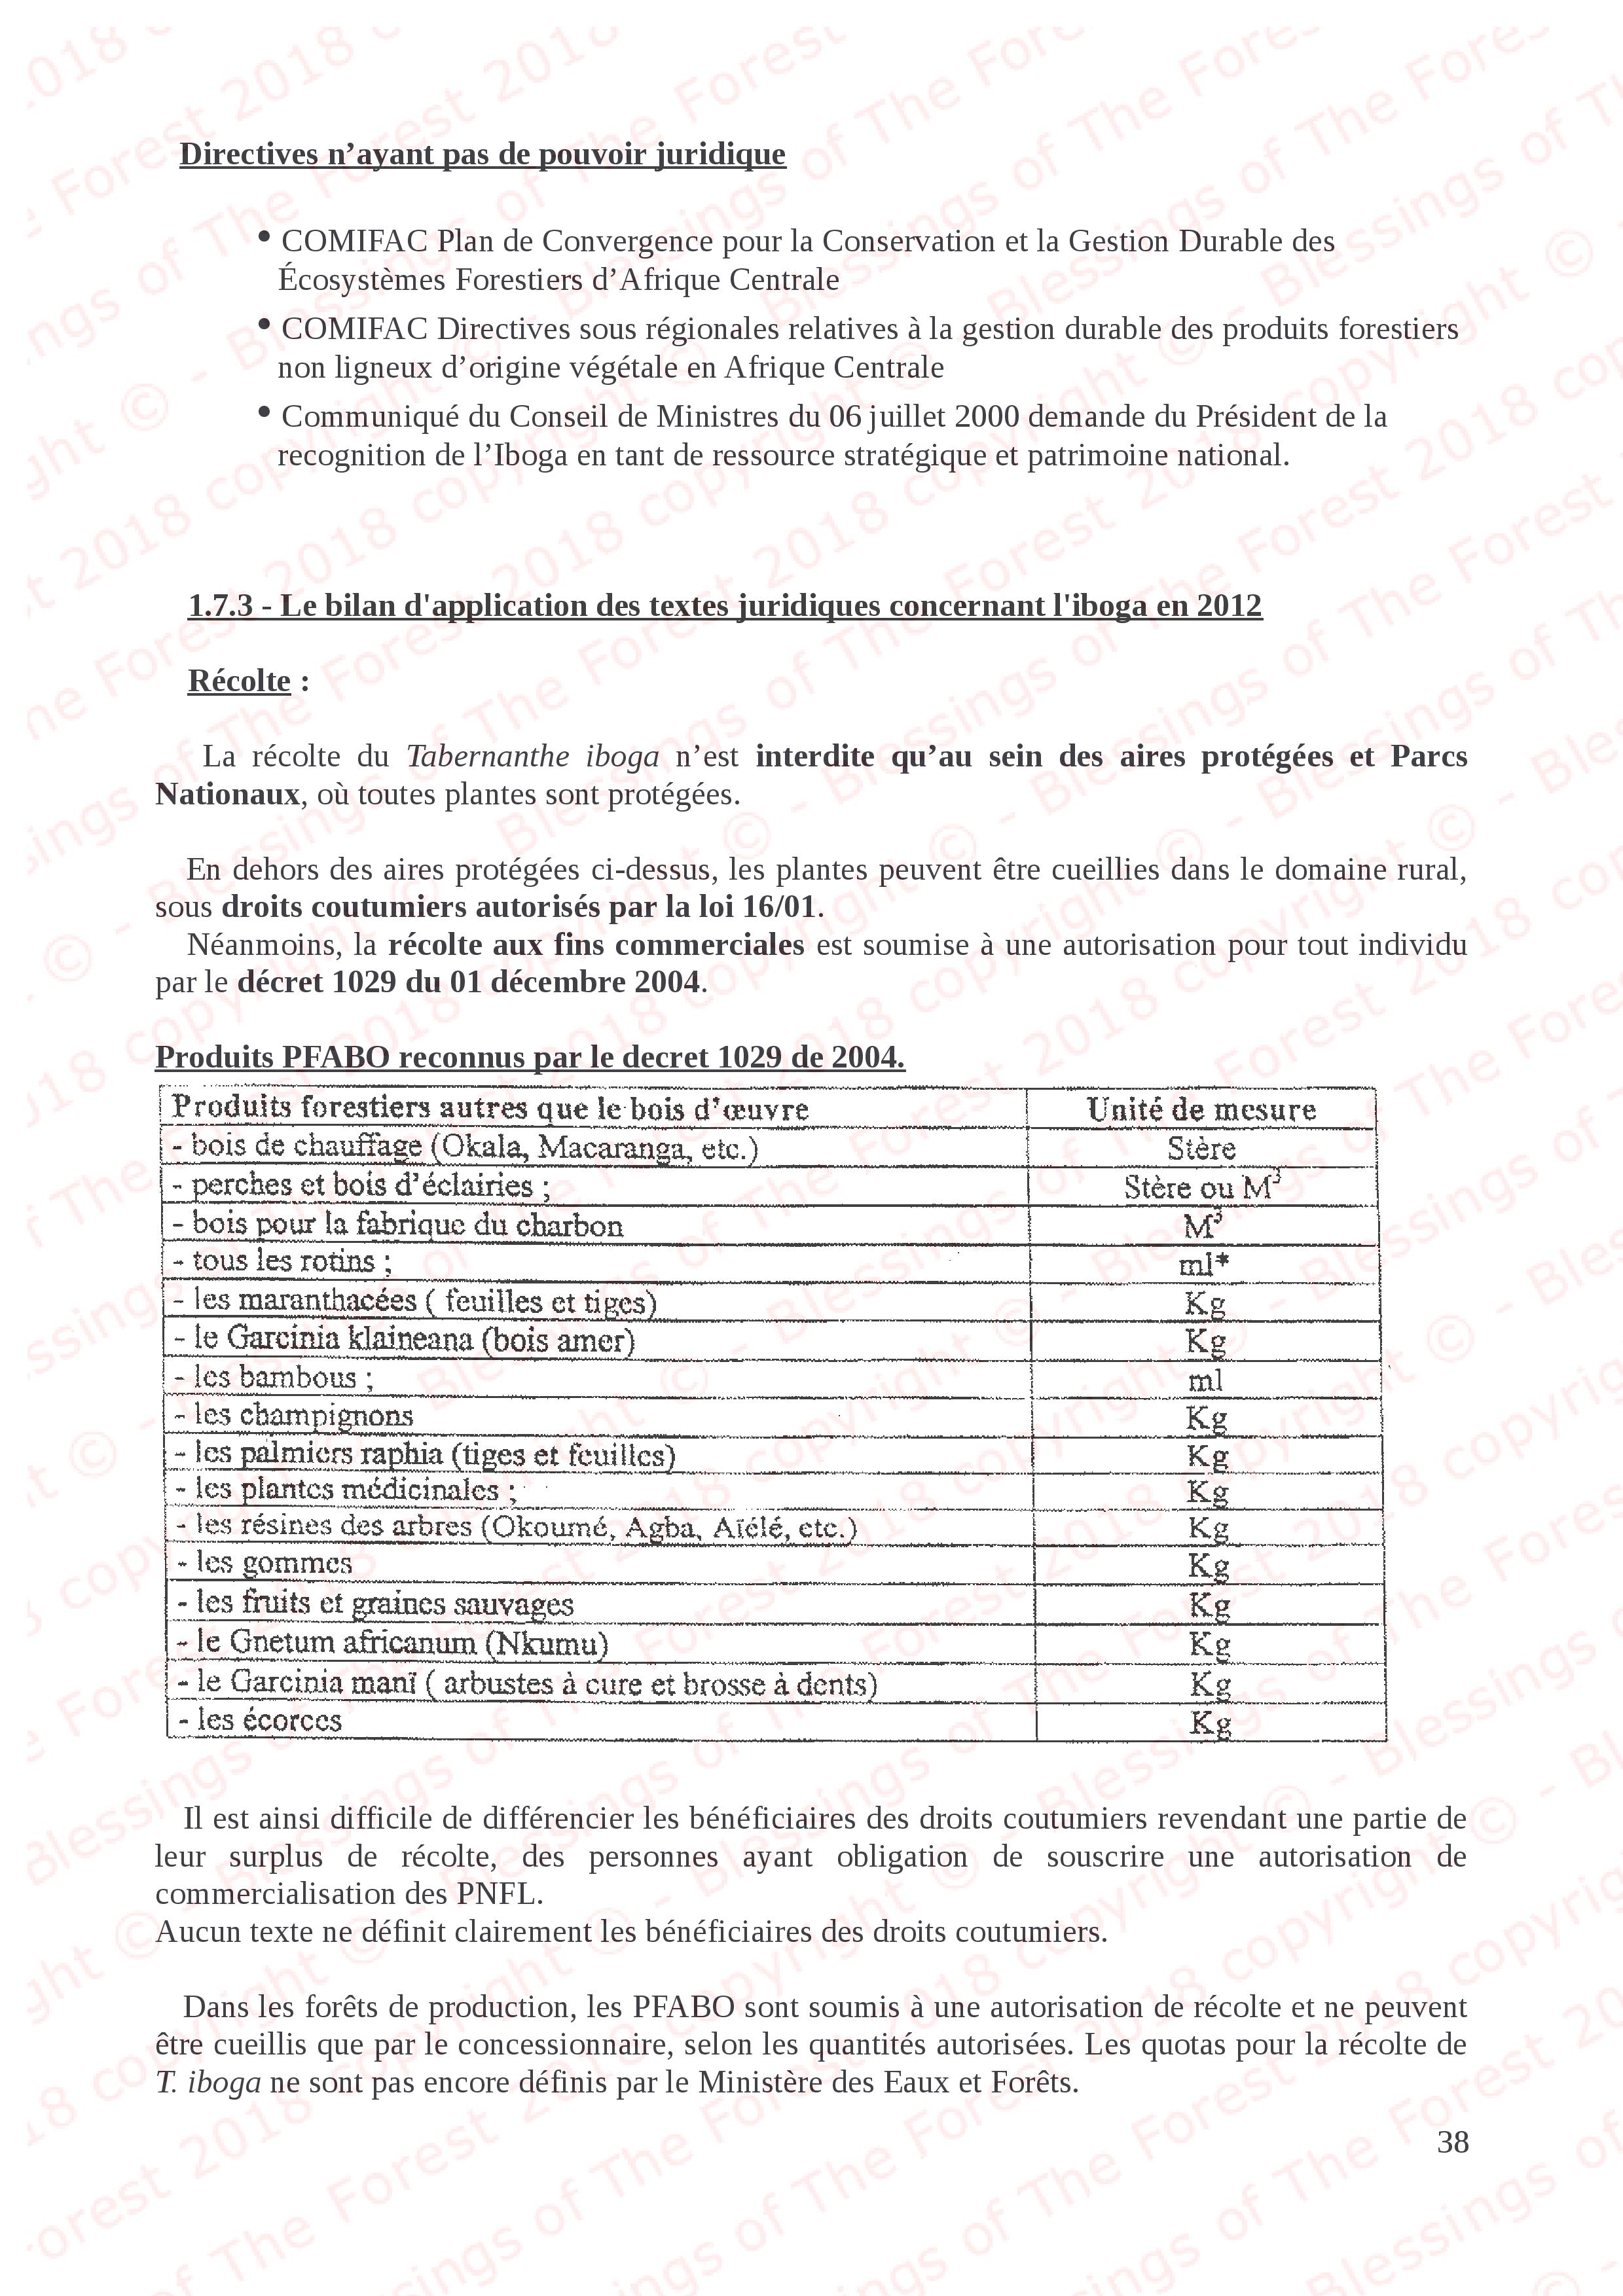 Directives n’ayant pas de pouvoir juridique
• COMIFAC Plan de Convergence pour la Conservation et la Gestion Durable des
Écosystèmes Forestiers d’Afrique Centrale
• COMIFAC Directives sous régionales relatives à la gestion durable des produits forestiers
non ligneux d’origine végétale en Afrique Centrale
• Communiqué du Conseil de Ministres du 06 juillet 2000 demande du Président de la
recognition de l’Iboga en tant de ressource stratégique et patrimoine national.
1.7.3 - Le bilan d'application des textes juridiques concernant l'iboga en 2012
Récolte :
La récolte du Tabernanthe iboga n’est interdite qu’au sein des aires protégées et Parcs
Nationaux, où toutes plantes sont protégées.
En dehors des aires protégées ci-dessus, les plantes peuvent être cueillies dans le domaine rural,
sous droits coutumiers autorisés par la loi 16/01.
Néanmoins, la récolte aux fins commerciales est soumise à une autorisation pour tout individu
par le décret 1029 du 01 décembre 2004.
Produits PFABO reconnus par le decret 1029 de 2004.
Produits forestiers autres que le bois d’œuvre Unité de mesure
- bois de chauffage (Okala, Macaranga, etc.) Stère
- perches et bois d’éclairies ; Stère ou M³
- bois pour la fabrique du charbon M³
- tous les rotins ; ml*
- les maranthacées ( feuilles et tiges) Kg
- le Garcinia klaineana (bois amer) Kg
- les bambous ; ml
- les champignons Kg
- les palmiers raphia (tiges et feuilles) Kg
- les plantes médicinales ; Kg
- les résines des arbres (Okoumé, Agba, Aïélé, etc.) Kg
- les gommes Kg
- les fruits et graines sauvages Kg
- le Gnetum africanum (Nkumu) Kg
- le Garcinia manï ( arbustes à cure et brosse à dents) Kg
- les écorces Kg
Il est ainsi difficile de différencier les bénéficiaires des droits coutumiers revendant une partie de
leur surplus de récolte, des personnes ayant obligation de souscrire une autorisation de
commercialisation des PNFL.
Aucun texte ne définit clairement les bénéficiaires des droits coutumiers.
Dans les forêts de production, les PFABO sont soumis à une autorisation de récolte et ne peuvent
être cueillis que par le concessionnaire, selon les quantités autorisées. Les quotas pour la récolte de
T. iboga ne sont pas encore définis par le Ministère des Eaux et Forêts.
38
Blessings of The Forest 2018 copyright © -